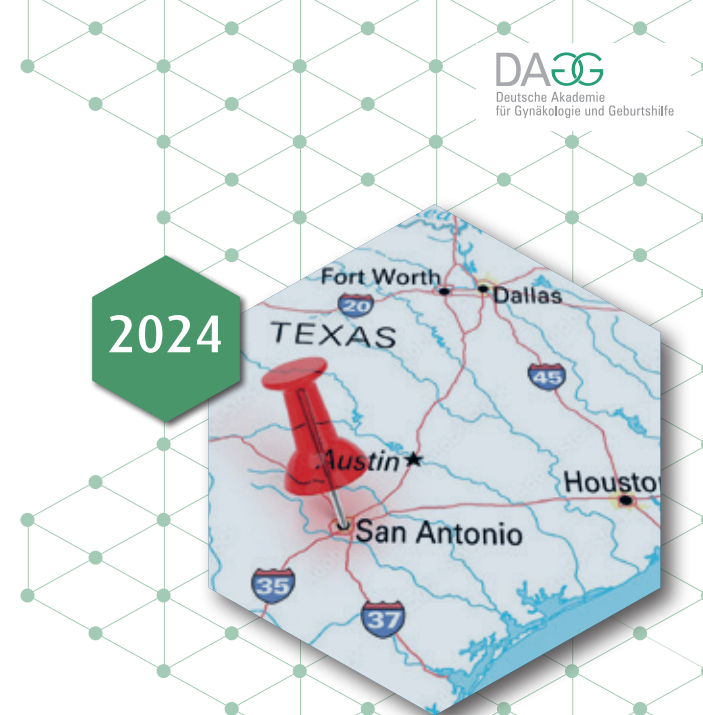 DAGG
Deutsche Akademie
für Gynäkologie und Geburtshilfe
2024
Fort Worth
Dallas
20
TEXAS
45
Austin
Housto
San Antonio
35
37